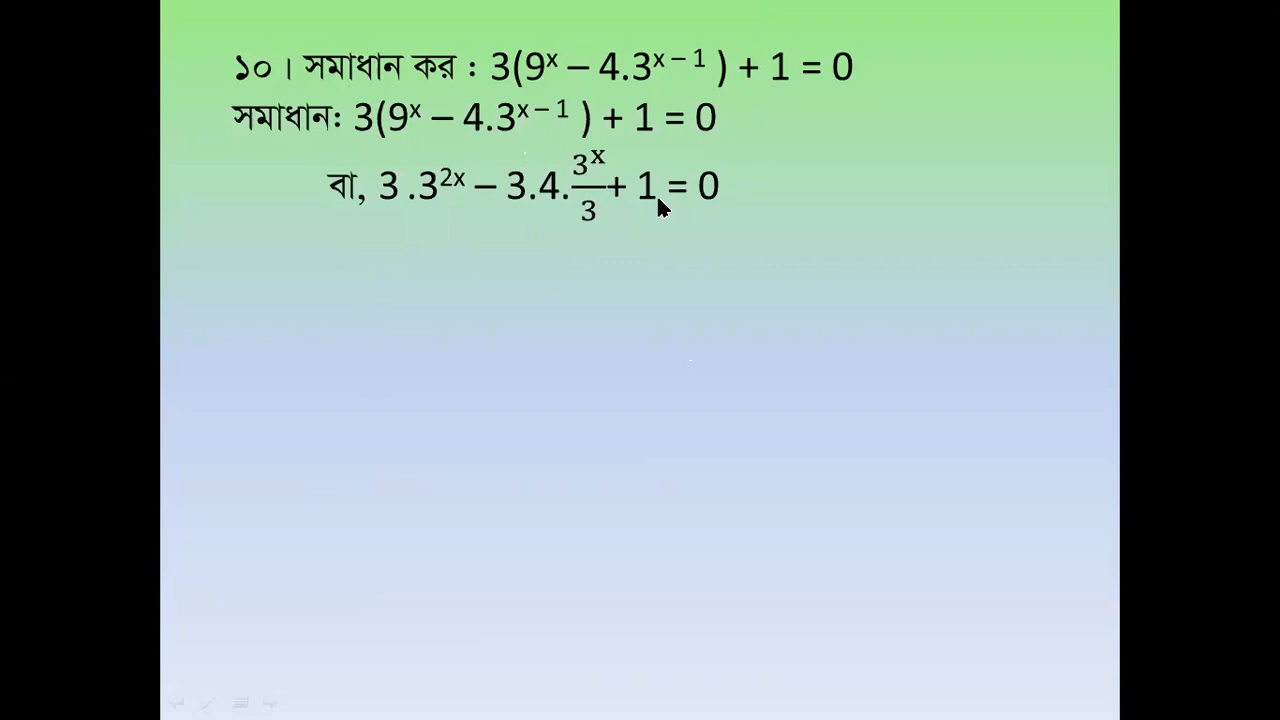 ১০। সমাধান কর : 3(9ˣ – 4.3ˣ ⁻ ¹ ) + 1 = 0
সমাধান: 3(9ˣ – 4.3ˣ ⁻ ¹ ) + 1 = 0
বা, 3 .3²ˣ – 3.4.3ˣ/3 + 1 = 0